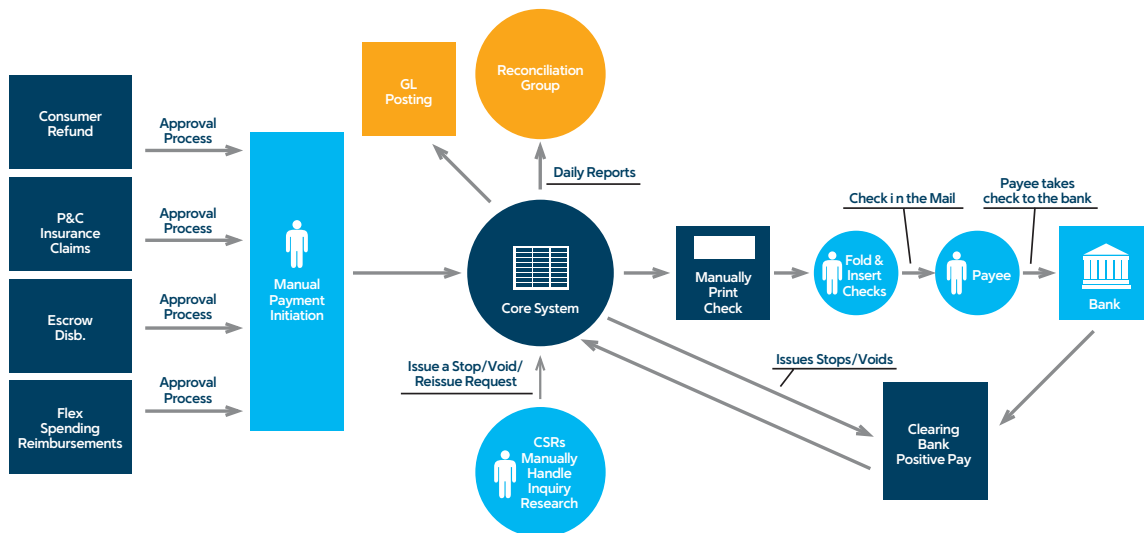 Consumer
Refund
P&C
Insurance
Claims
Escrow
Disb.
Flex
Spending
Reimbursements
Approval
Process
Approval
Process
Approval
Process
Approval
Process
Manual
Payment
Initiation
GL
Posting
Reconciliation
Group
Daily Reports
Core System
Issue a Stop/Void/
Reissue Request
CSRs
Manually
Handle
Inquiry
Research
Manually
Print
Check
Fold &
Insert
Checks
Check in the Mail
Payee
Payee takes
check to the bank
Bank
Issues Stops/Voids
Clearing
Bank
Positive Pay